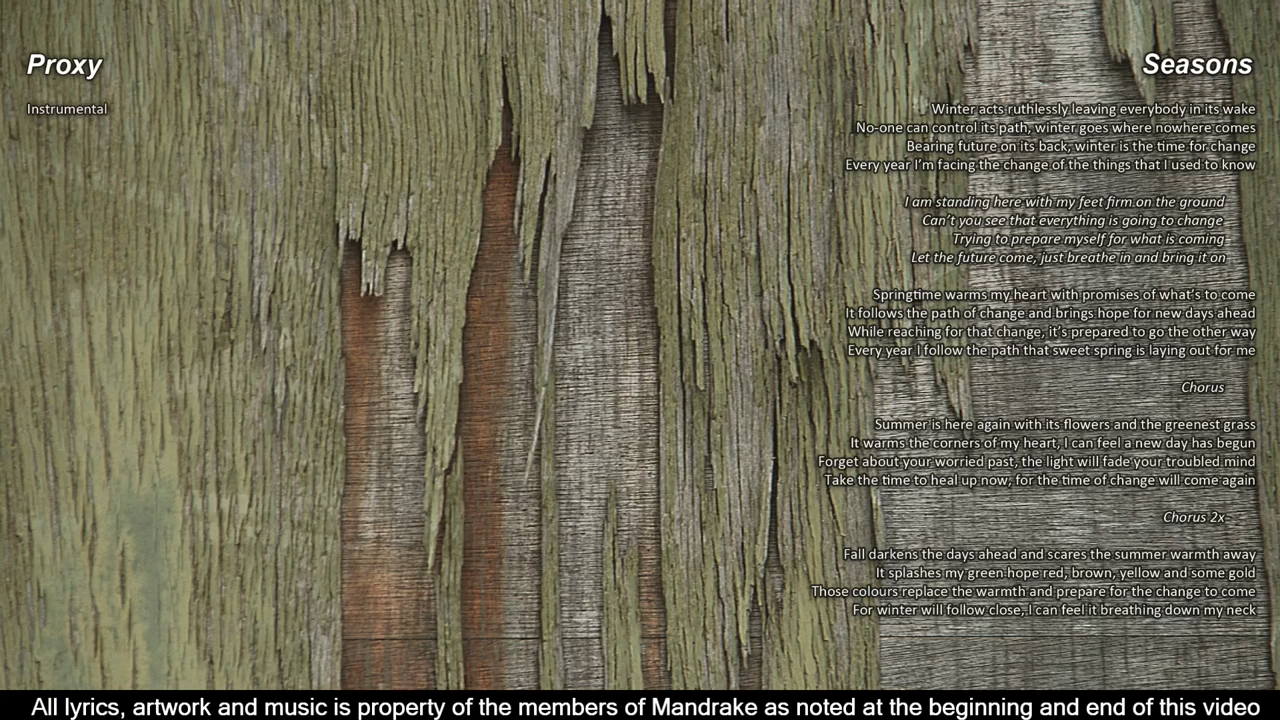 Proxy
Instrumental
Seasons
Winter acts ruthlessly leaving everybody in its wake
No-one can control its path, winter goes where nowhere comes
Bearing future on its back, winter is the time for change
Every year I'm facing the change of the things that I used to know
I am standing here with my feet firm on the ground
Can't you see that everything is going to change
Trying to prepare myself for what is coming
Let the future come, just breathe in and bring it on
Springtime warms my heart with promises of what's to come
It follows the path of change and brings hope for new days ahead
While reaching for that change, it's prepared to go the other way
Every year I follow the path that sweet spring is laying out for me
Chorus
Summer is here again with its flowers and the greenest grass
It warms the corners of my heart, I can feel a new day has begun
Forget about your worried past, the light will fade your troubled mind
Take the time to heal up now, for the time of change will come again
Chorus 2x
Fall darkens the days ahead and scares the summer warmth away
It splashes my green hope red, brown, yellow and some gold
Those colours replace the warmth and prepare for the change to come
For winter will follow close, I can feel it breathing down my neck
All lyrics, artwork and music is property of the members of Mandrake as noted at the beginning and end of this video